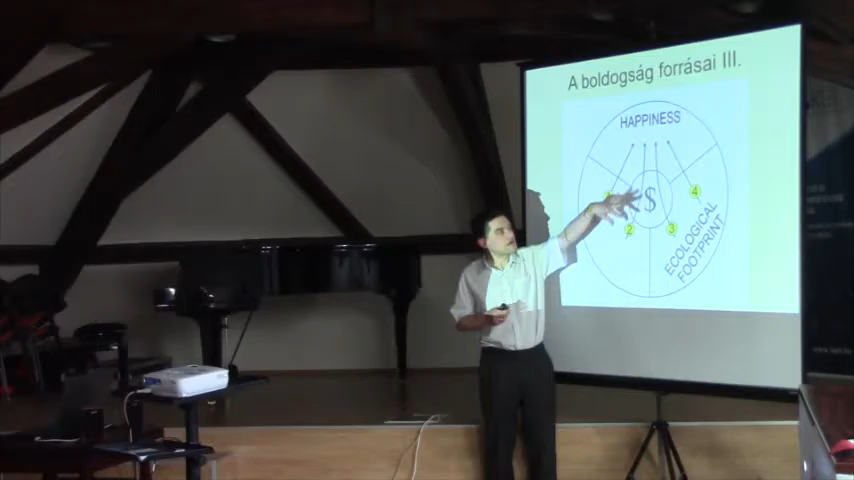 A boldogság forrásai III.
HAPPINESS
$
4
2
3
ECOLOGICAL
FOOTPRINT